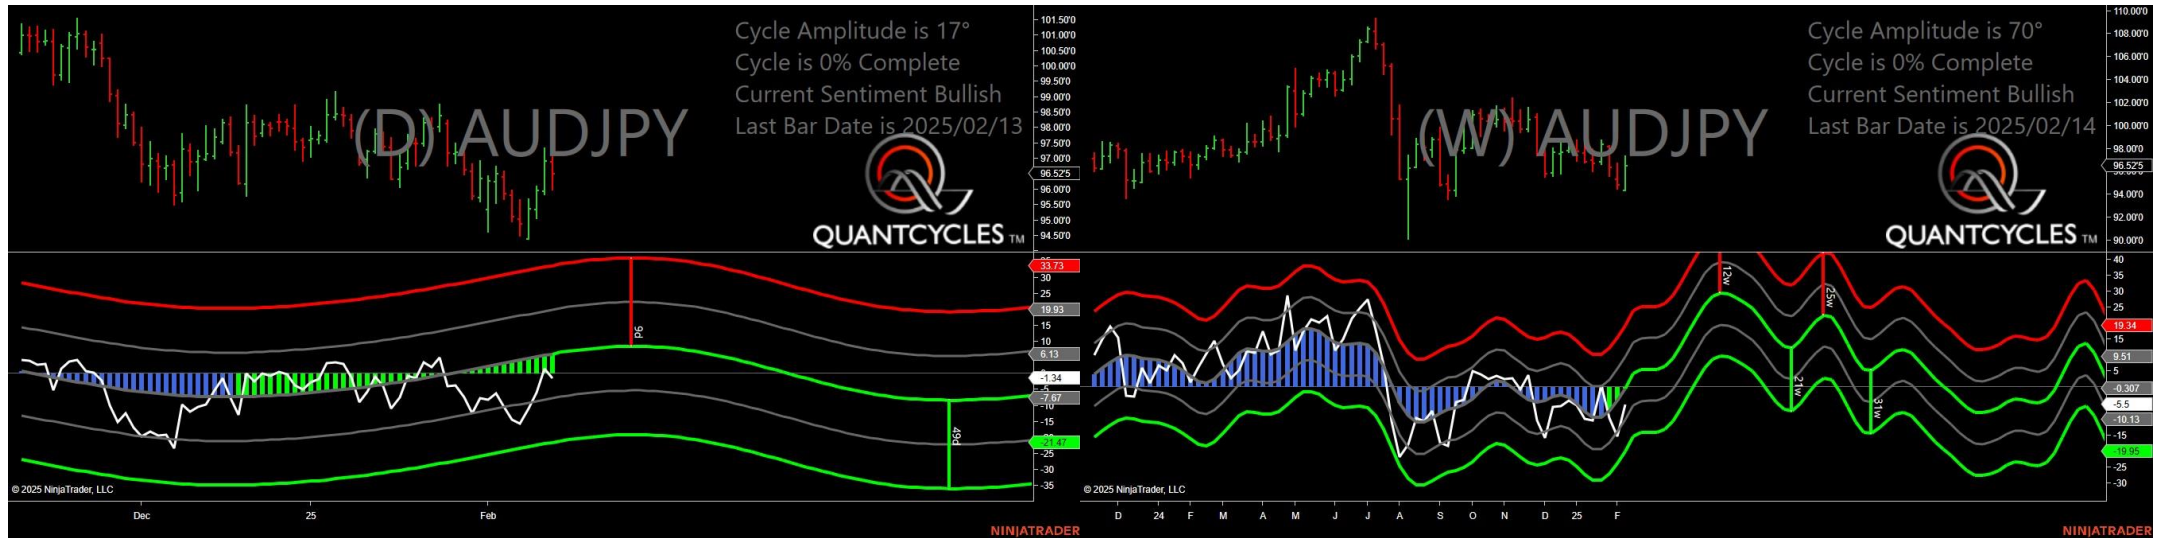 Cycle Amplitude is 17°
Cycle is 0% Complete
Current Sentiment Bullish
Last Bar Date is 2025/02/13
(D) AUDJPY
QUANTCYCLES TM
101.50'0
101.00'0
100.50'0
100.00'0
99.50'0
99.00'0
98.50'0
98.00'0
97.50'0
97.00'0
96.525
96.00'0
95.50'0
95.00'0
94.50'0
33.73
30
25
19.93
15
10
6.13
-1.34
-5
-7.67
-10
-15
-21.47
-25
-30
-35
9d
49d
© 2025 NinjaTrader, LLC
Dec
25
Feb
NINJATRADER
Cycle Amplitude is 70°
Cycle is 0% Complete
Current Sentiment Bullish
Last Bar Date is 2025/02/14
(W) AUDJPY
QUANTCYCLES TM
110.00'0
108.00'0
106.00'0
104.00'0
102.00'0
100.00'0
98.00'0
96.525
94.00'0
92.00'0
90.00'0
40
35
30
25
19.34
15
9.51
5
-0.307
-5.5
-10.13
-15
-19.95
-25
-30
12w
25w
21w
31w
© 2025 NinjaTrader, LLC
D
24
F
M
A
M
J
J
A
S
O
N
D
25
F
NINJATRADER